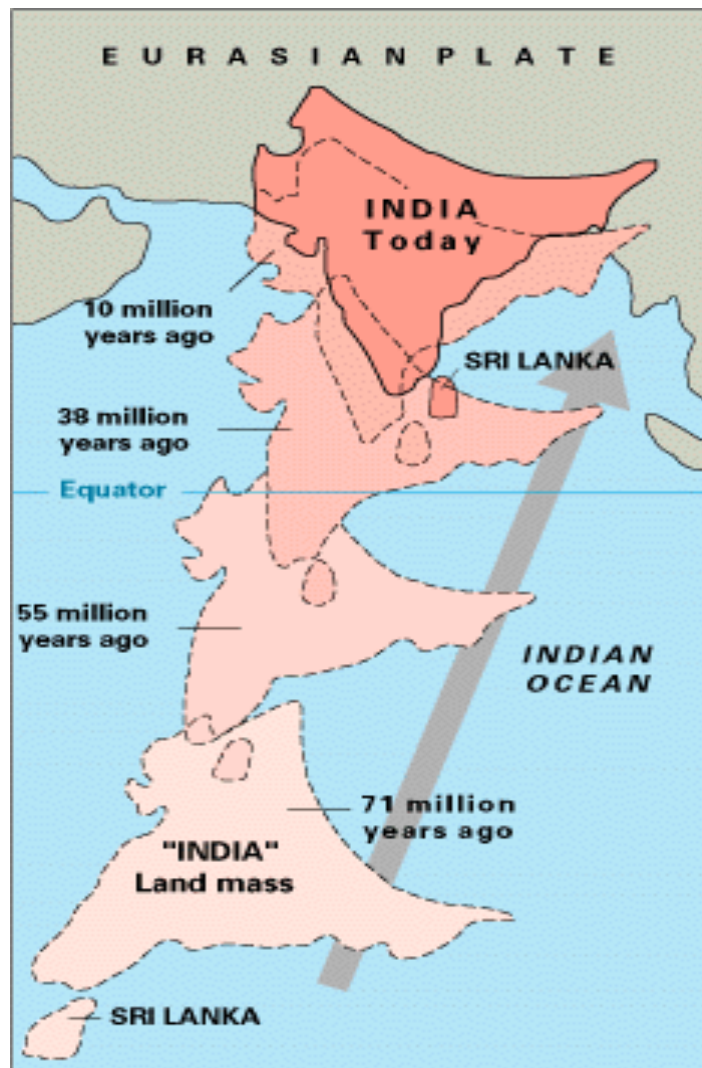 EURASIAN PLATE
INDIA
Today
10 million
years ago
SRI LANKA
38 million
years ago
Equator
55 million
years ago
INDIAN
OCEAN
71 million
years ago
"INDIA"
Land mass
SRI LANKA